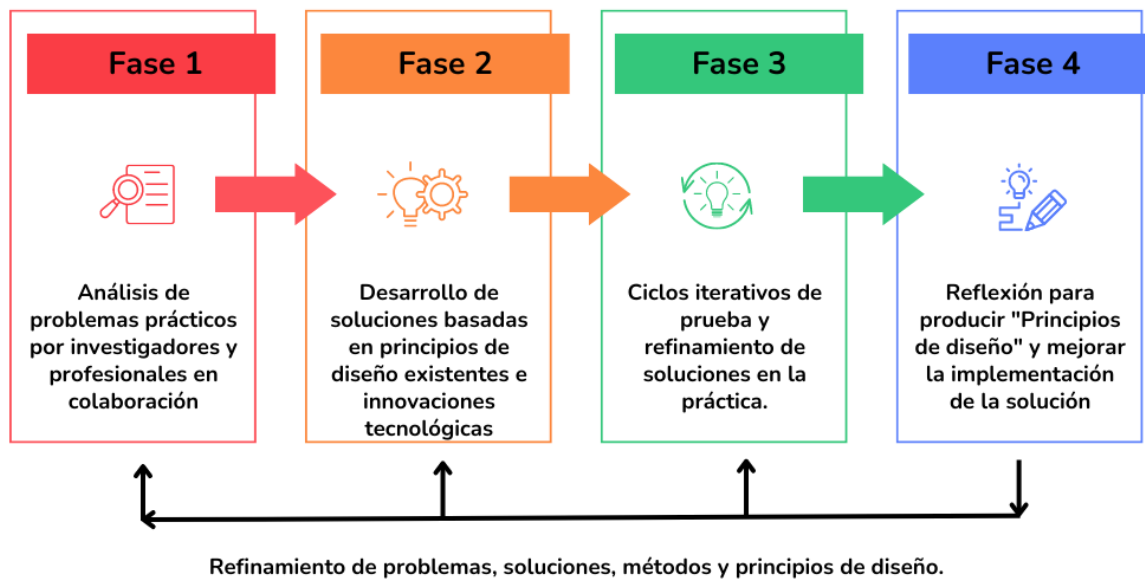 Fase 1
Análisis de
problemas prácticos
por investigadores y
profesionales en
colaboración
Fase 2
Desarrollo de
soluciones basadas
en principios de
diseño existentes e
innovaciones
tecnológicas
Fase 3
Ciclos iterativos de
prueba y
refinamiento de
soluciones en la
práctica.
Fase 4
Reflexión para
producir "Principios
de diseño" y mejorar
la implementación
de la solución
Refinamiento de problemas, soluciones, métodos y principios de diseño.